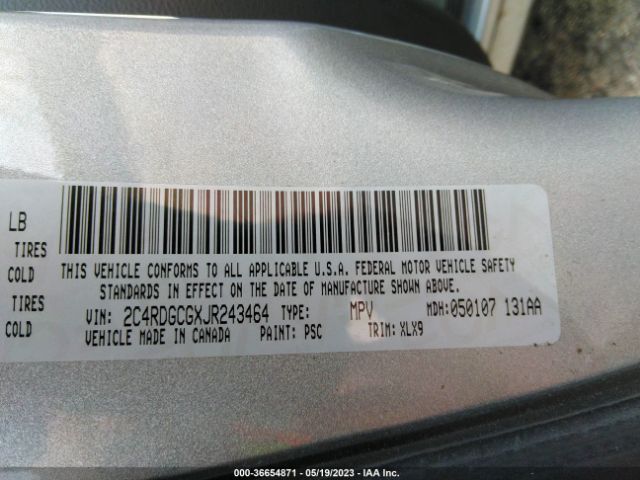 LB
TIRES
COLD
TIRES
COLD
THIS VEHICLE CONFORMS TO ALL APPLICABLE U.S.A. FEDERAL MOTOR VEHICLE SAFETY
STANDARDS IN EFFECT ON THE DATE OF MANUFACTURE SHOWN ABOVE.
VIN: 2C4RDGCGXJR243464 TYPE: MPV MDH:050107 131AA
VEHICLE MADE IN CANADA PAINT: PSC TRIM:XLX9
000-36654871 - 05/19/2023 - IAA Inc.